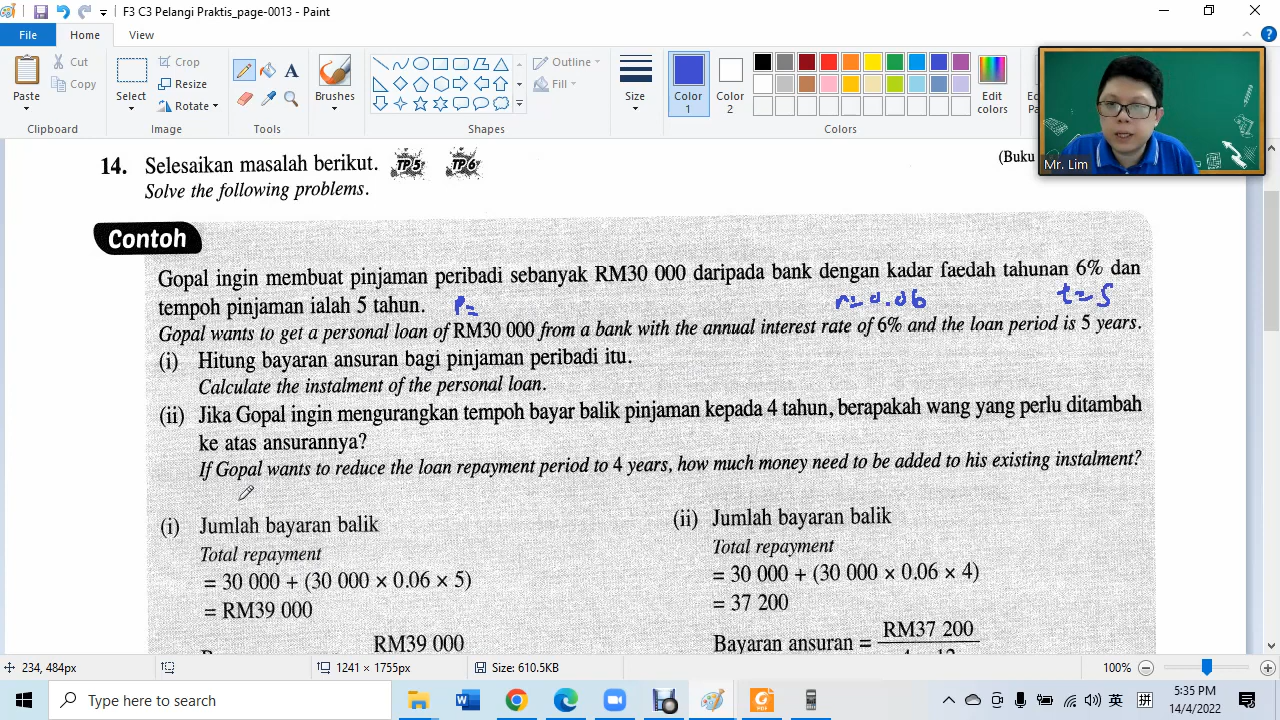 F3 C3 Pelangi Praktis_page-0013 - Paint
File
Home
View
Paste
Cut
Copy
Clipboard
Select
Crop
Resize
Rotate
Image
Tools
Brushes
Shapes
Outline
Fill
Size
Color 1
Color 2
Colors
Edit colors
Mr. Lim
14. Selesaikan masalah berikut. TP5 TP6
(Buku
Solve the following problems.
Contoh
Gopal ingin membuat pinjaman peribadi sebanyak RM30 000 daripada bank dengan kadar faedah tahunan 6% dan
tempoh pinjaman ialah 5 tahun. P= r=0.06 t=5
Gopal wants to get a personal loan of RM30 000 from a bank with the annual interest rate of 6% and the loan period is 5 years.
(i) Hitung bayaran ansuran bagi pinjaman peribadi itu.
Calculate the instalment of the personal loan.
(ii) Jika Gopal ingin mengurangkan tempoh bayar balik pinjaman kepada 4 tahun, berapakah wang yang perlu ditambah
ke atas ansurannya?
If Gopal wants to reduce the loan repayment period to 4 years, how much money need to be added to his existing instalment?
(i) Jumlah bayaran balik
Total repayment
= 30 000 + (30 000 × 0.06 × 5)
= RM39 000
RM39 000
(ii) Jumlah bayaran balik
Total repayment
= 30 000 + (30 000 × 0.06 × 4)
= 37 200
Bayaran ansuran = RM37 200
234, 484px
1241 × 1755px
Size: 610.5KB
100%
Type here to search
英
拼
5:35 PM
14/4/2022